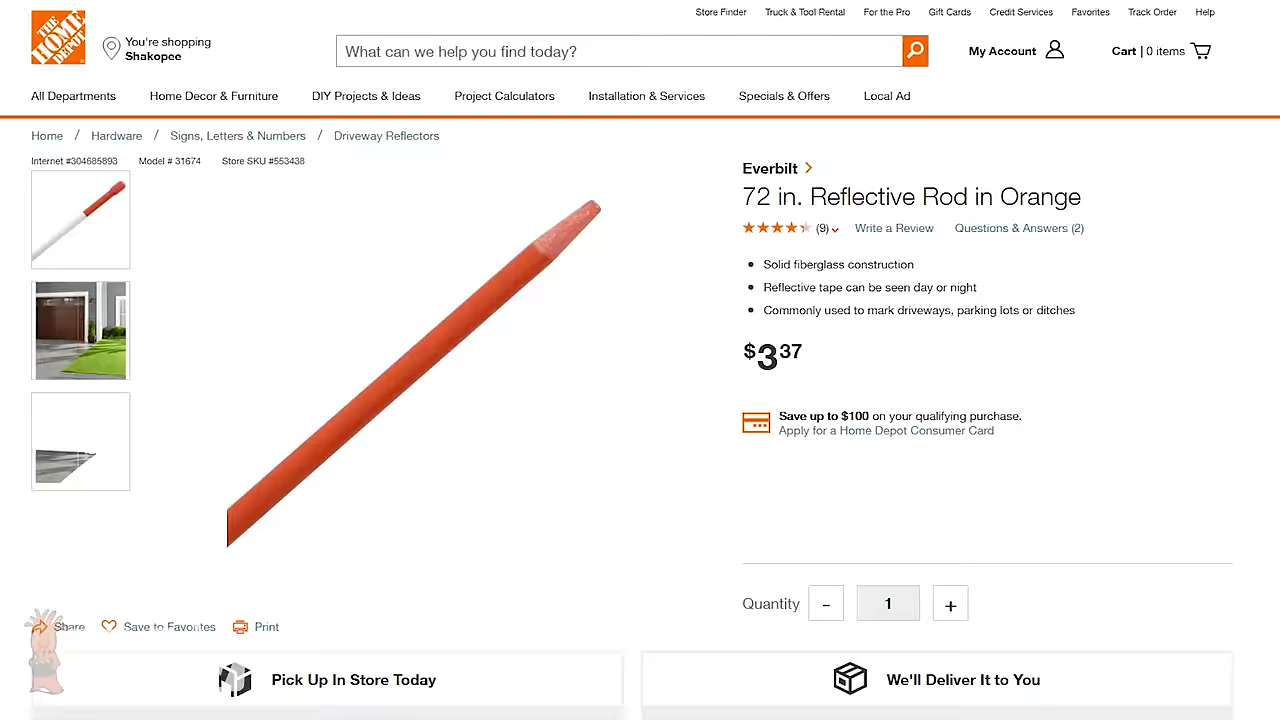 Store Finder Truck & Tool Rental For the Pro Gift Cards Credit Services Favorites Track Order Help
THE HOME DEPOT
You're shopping
Shakopee
What can we help you find today?
My Account
Cart | 0 items
All Departments Home Decor & Furniture DIY Projects & Ideas Project Calculators Installation & Services Specials & Offers Local Ad
Home / Hardware / Signs, Letters & Numbers / Driveway Reflectors
Internet #304685893 Model # 31674 Store SKU #553438
Everbilt
72 in. Reflective Rod in Orange
(9) Write a Review Questions & Answers (2)
Solid fiberglass construction
Reflective tape can be seen day or night
Commonly used to mark driveways, parking lots or ditches
$3 37
Save up to $100 on your qualifying purchase.
Apply for a Home Depot Consumer Card
Quantity - 1 +
Share Save to Favorites Print
Pick Up In Store Today
We'll Deliver It to You